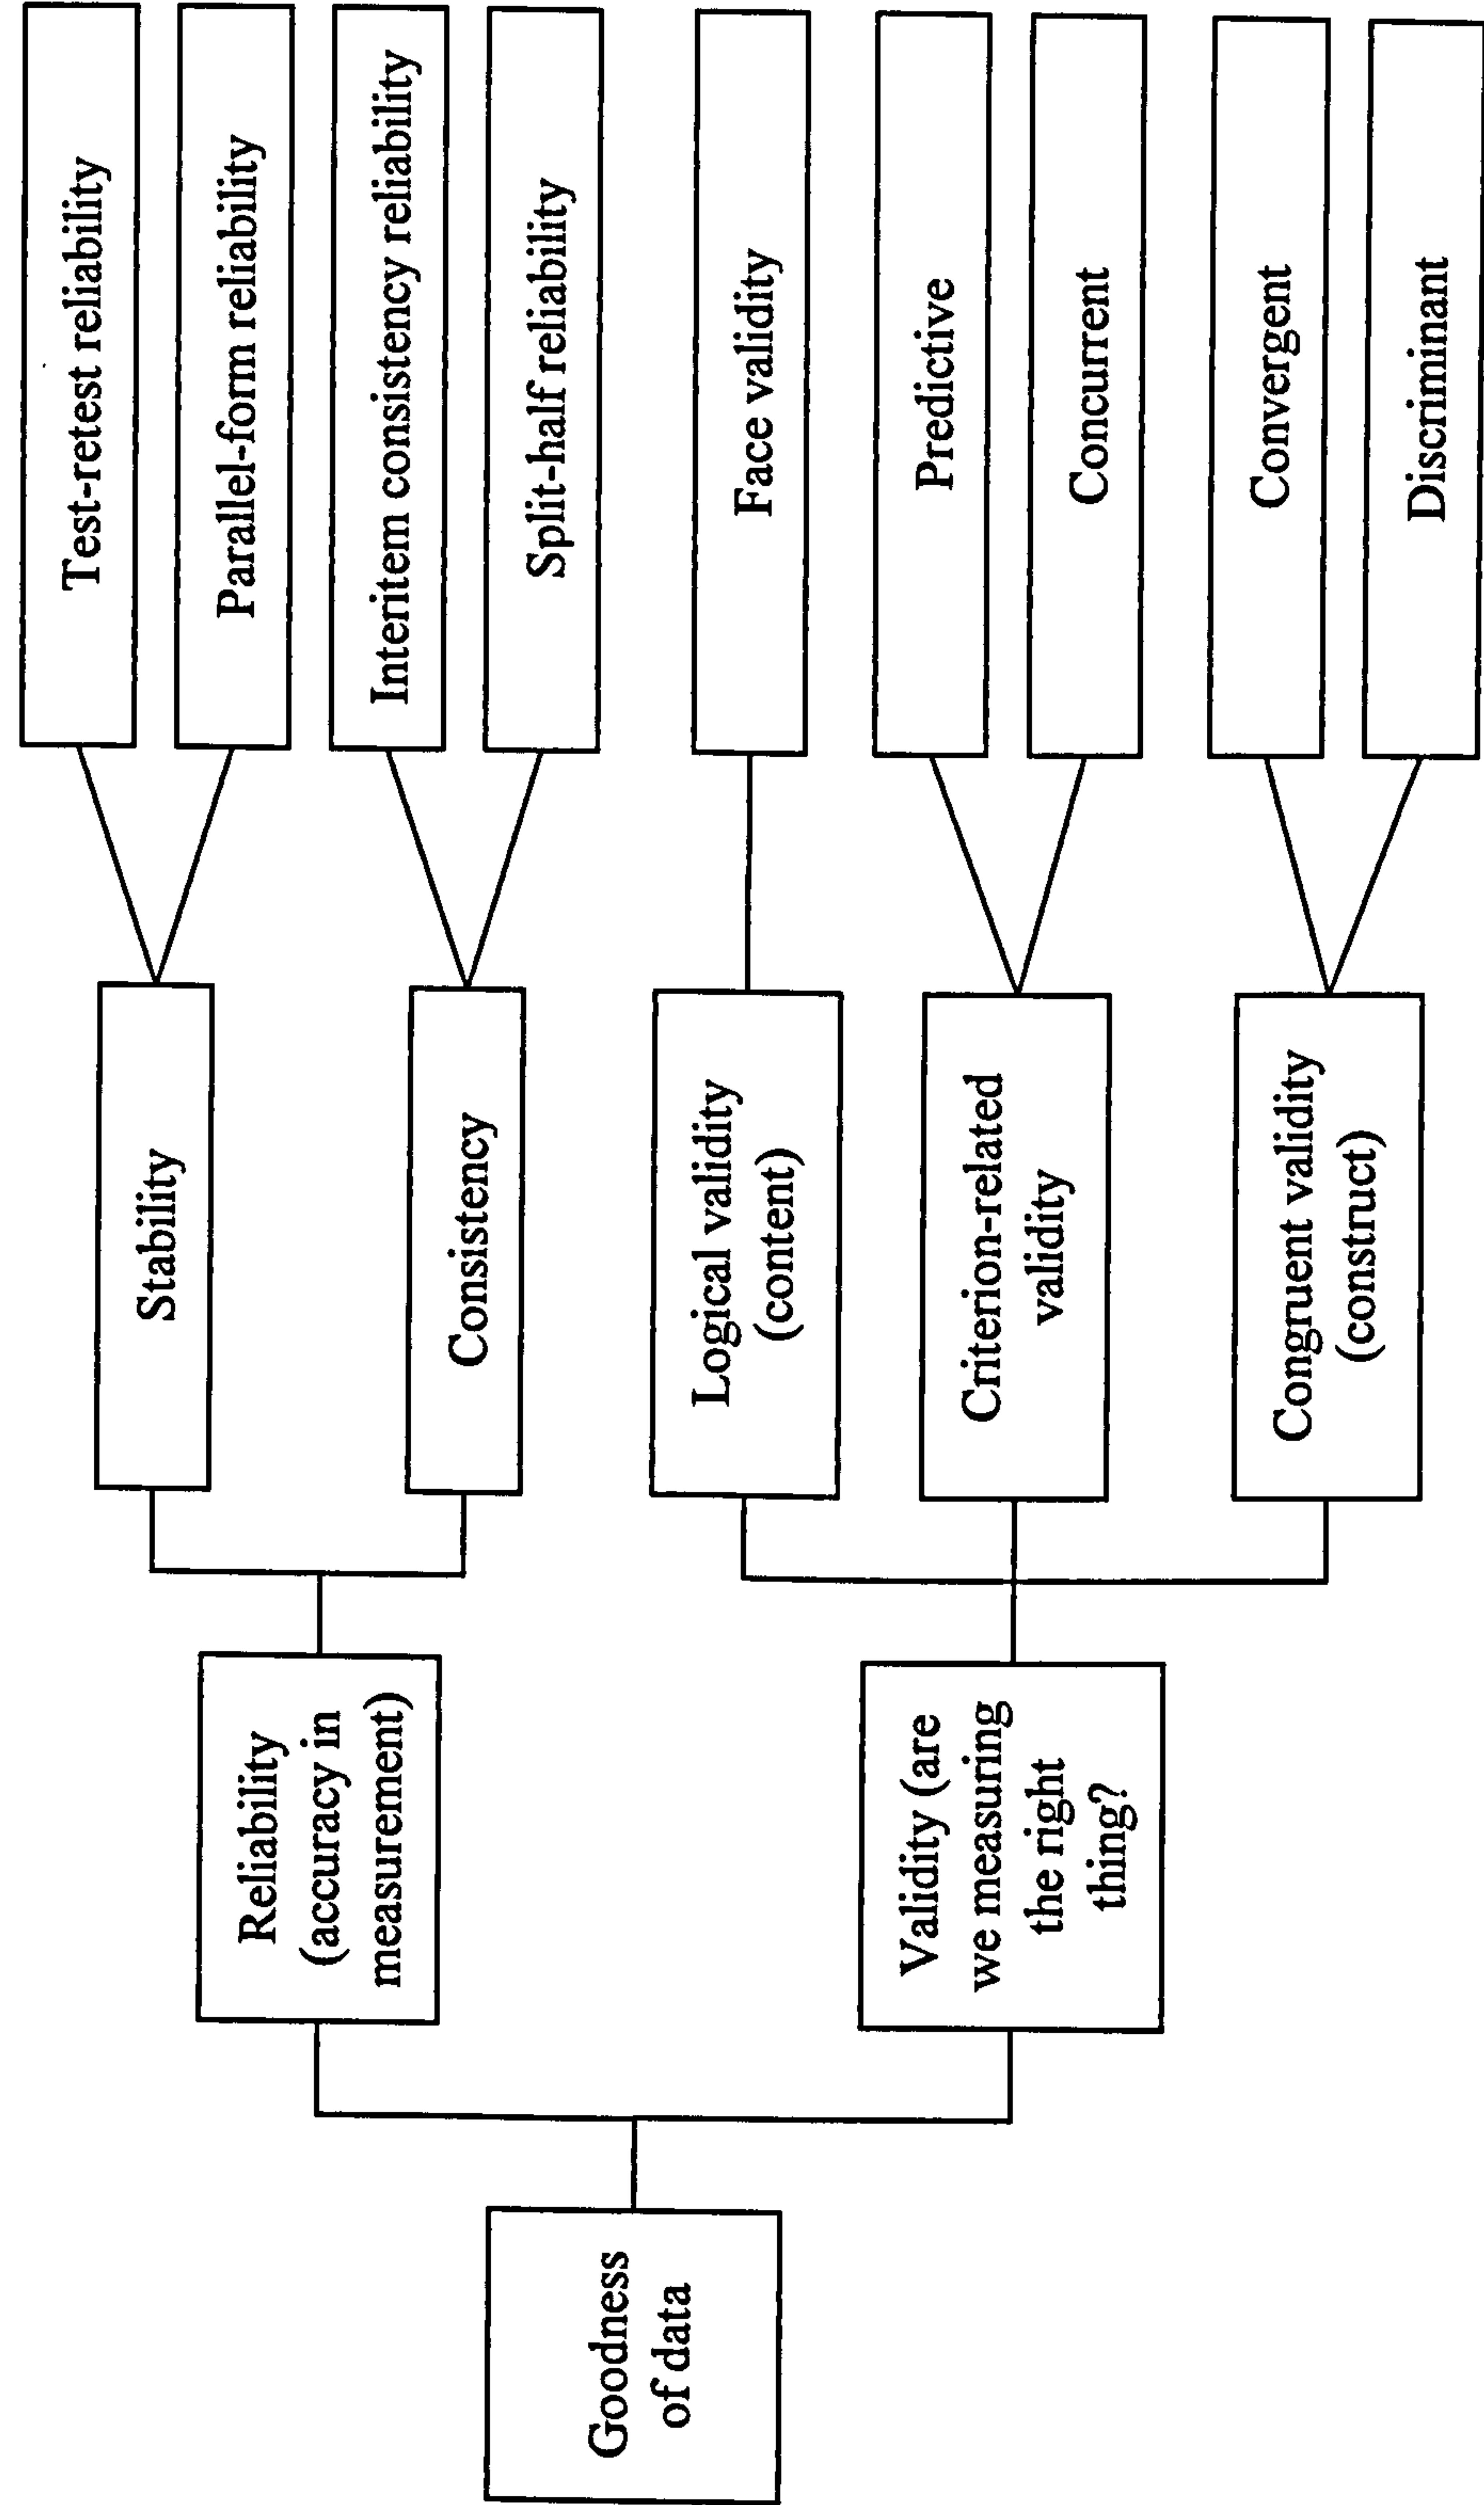 Goodness
of data
Reliability
(accuracy in
measurement)
Validity (are
we measuring
the right
thing?
Stability
Consistency
Logical validity
(content)
Criterion-related
validity
Congruent validity
(construct)
Test-retest reliability
Parallel-form reliability
Interitem consistency reliability
Split-half reliability
Face validity
Predictive
Concurrent
Convergent
Discriminant